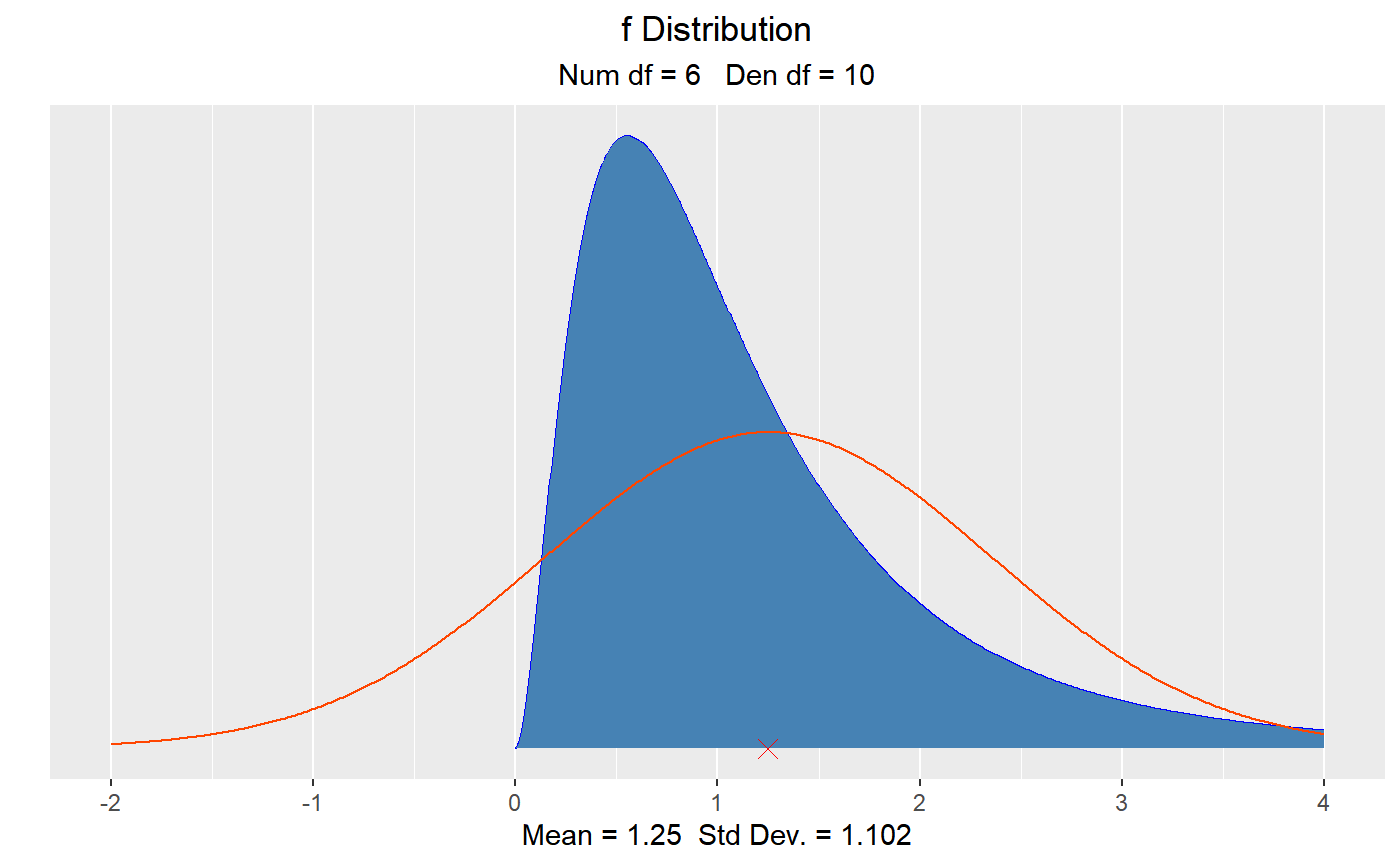 f Distribution
Num df = 6   Den df = 10
-2 -1 0 1 2 3 4
Mean = 1.25  Std Dev. = 1.102